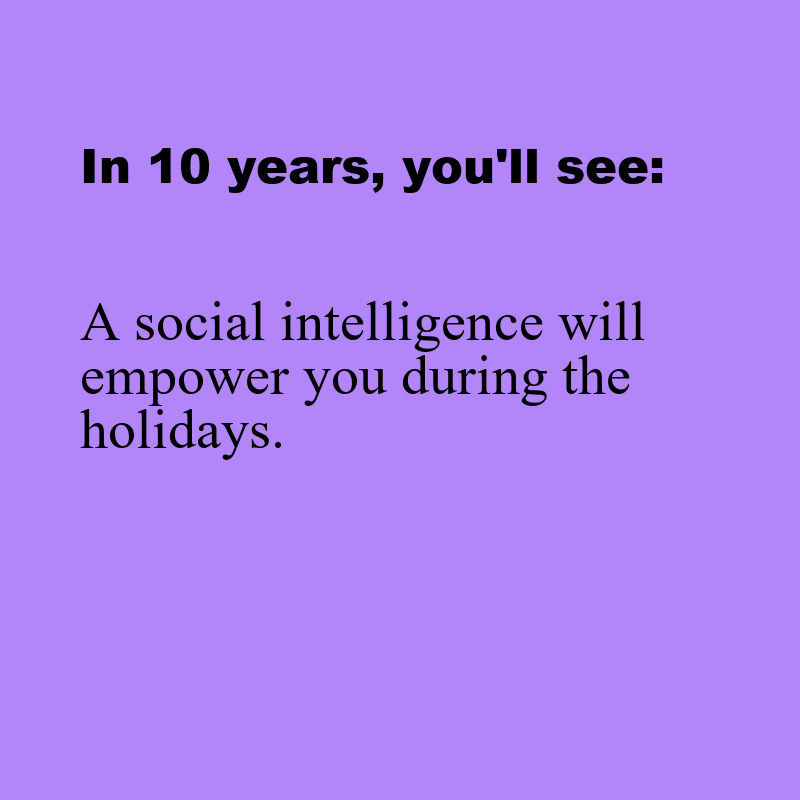 In 10 years, you'll see:
A social intelligence will
empower you during the
holidays.